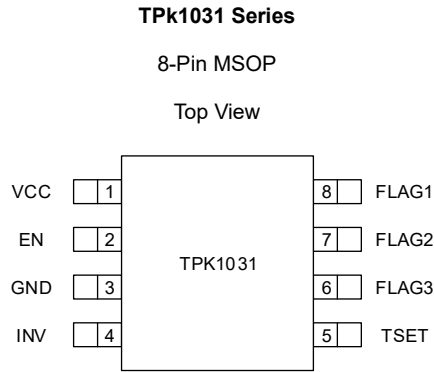 TPk1031 Series
8-Pin MSOP
Top View
VCC 1 8 FLAG1
EN 2 7 FLAG2
TPK1031
GND 3 6 FLAG3
INV 4 5 TSET